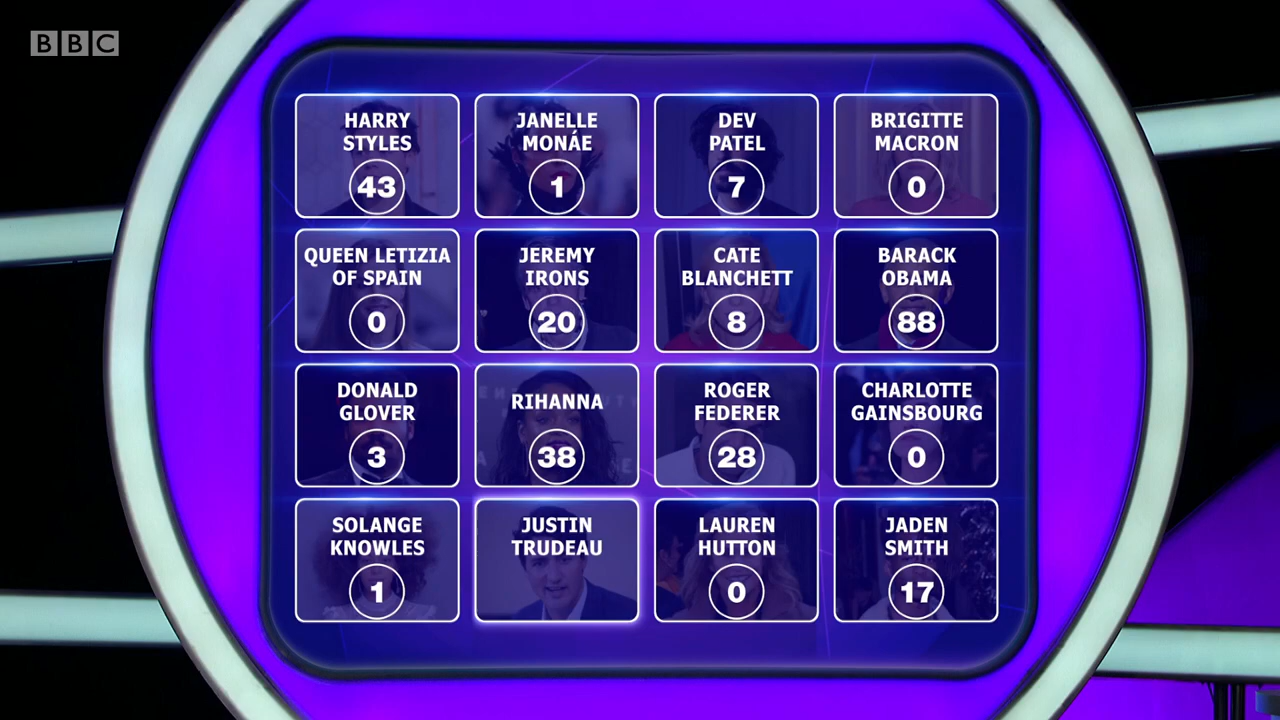 BBC
HARRY
STYLES
43
JANELLE
MONÁE
1
DEV
PATEL
7
BRIGITTE
MACRON
0
QUEEN LETIZIA
OF SPAIN
0
JEREMY
IRONS
20
CATE
BLANCHETT
8
BARACK
OBAMA
88
DONALD
GLOVER
3
RIHANNA
38
ROGER
FEDERER
28
CHARLOTTE
GAINSBOURG
0
SOLANGE
KNOWLES
1
JUSTIN
TRUDEAU
LAUREN
HUTTON
0
JADEN
SMITH
17